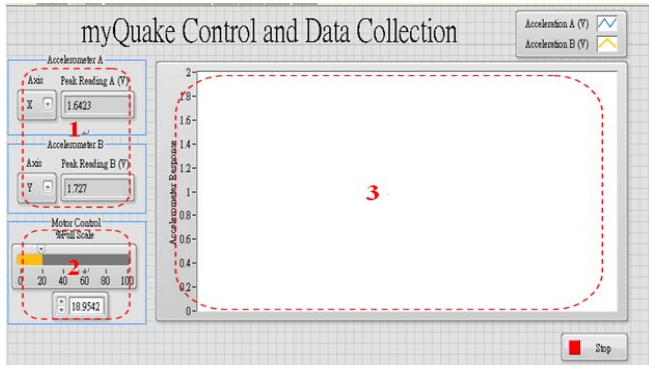 myQuake Control and Data Collection
Acceleration A (V)
Acceleration B (V)
Accelerometer A
Axis Peak Reading A (V)
X 1.6423
1
Accelerometer B
Axis Peak Reading B (V)
Y 1.727
Motor Control
%Full Scale
2
0 20 40 60 80 100
18.9542
Accelerometer Response
2
1.8
1.6
1.4
1.2
1
0.8
0.6
0.4
0.2
0
3
Stop